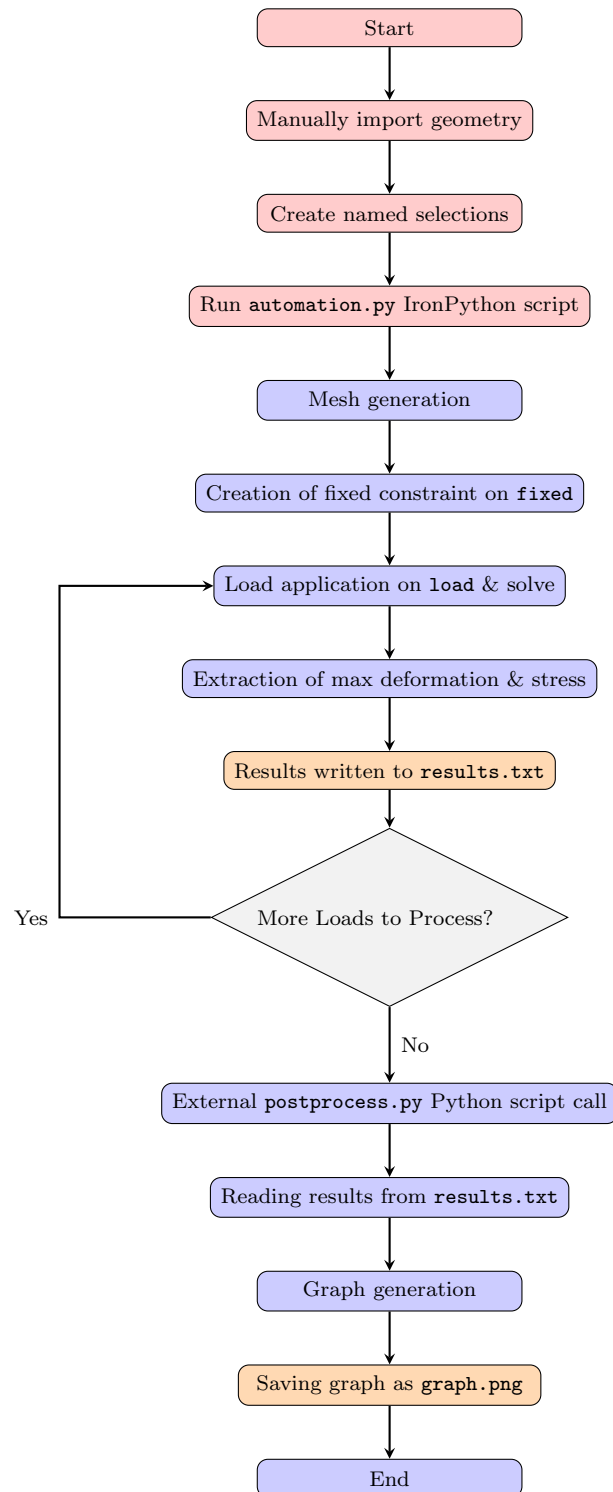 Start
Manually import geometry
Create named selections
Run automation.py IronPython script
Mesh generation
Creation of fixed constraint on fixed
Load application on load & solve
Extraction of max deformation & stress
Results written to results.txt
More Loads to Process?
Yes
No
External postprocess.py Python script call
Reading results from results.txt
Graph generation
Saving graph as graph.png
End